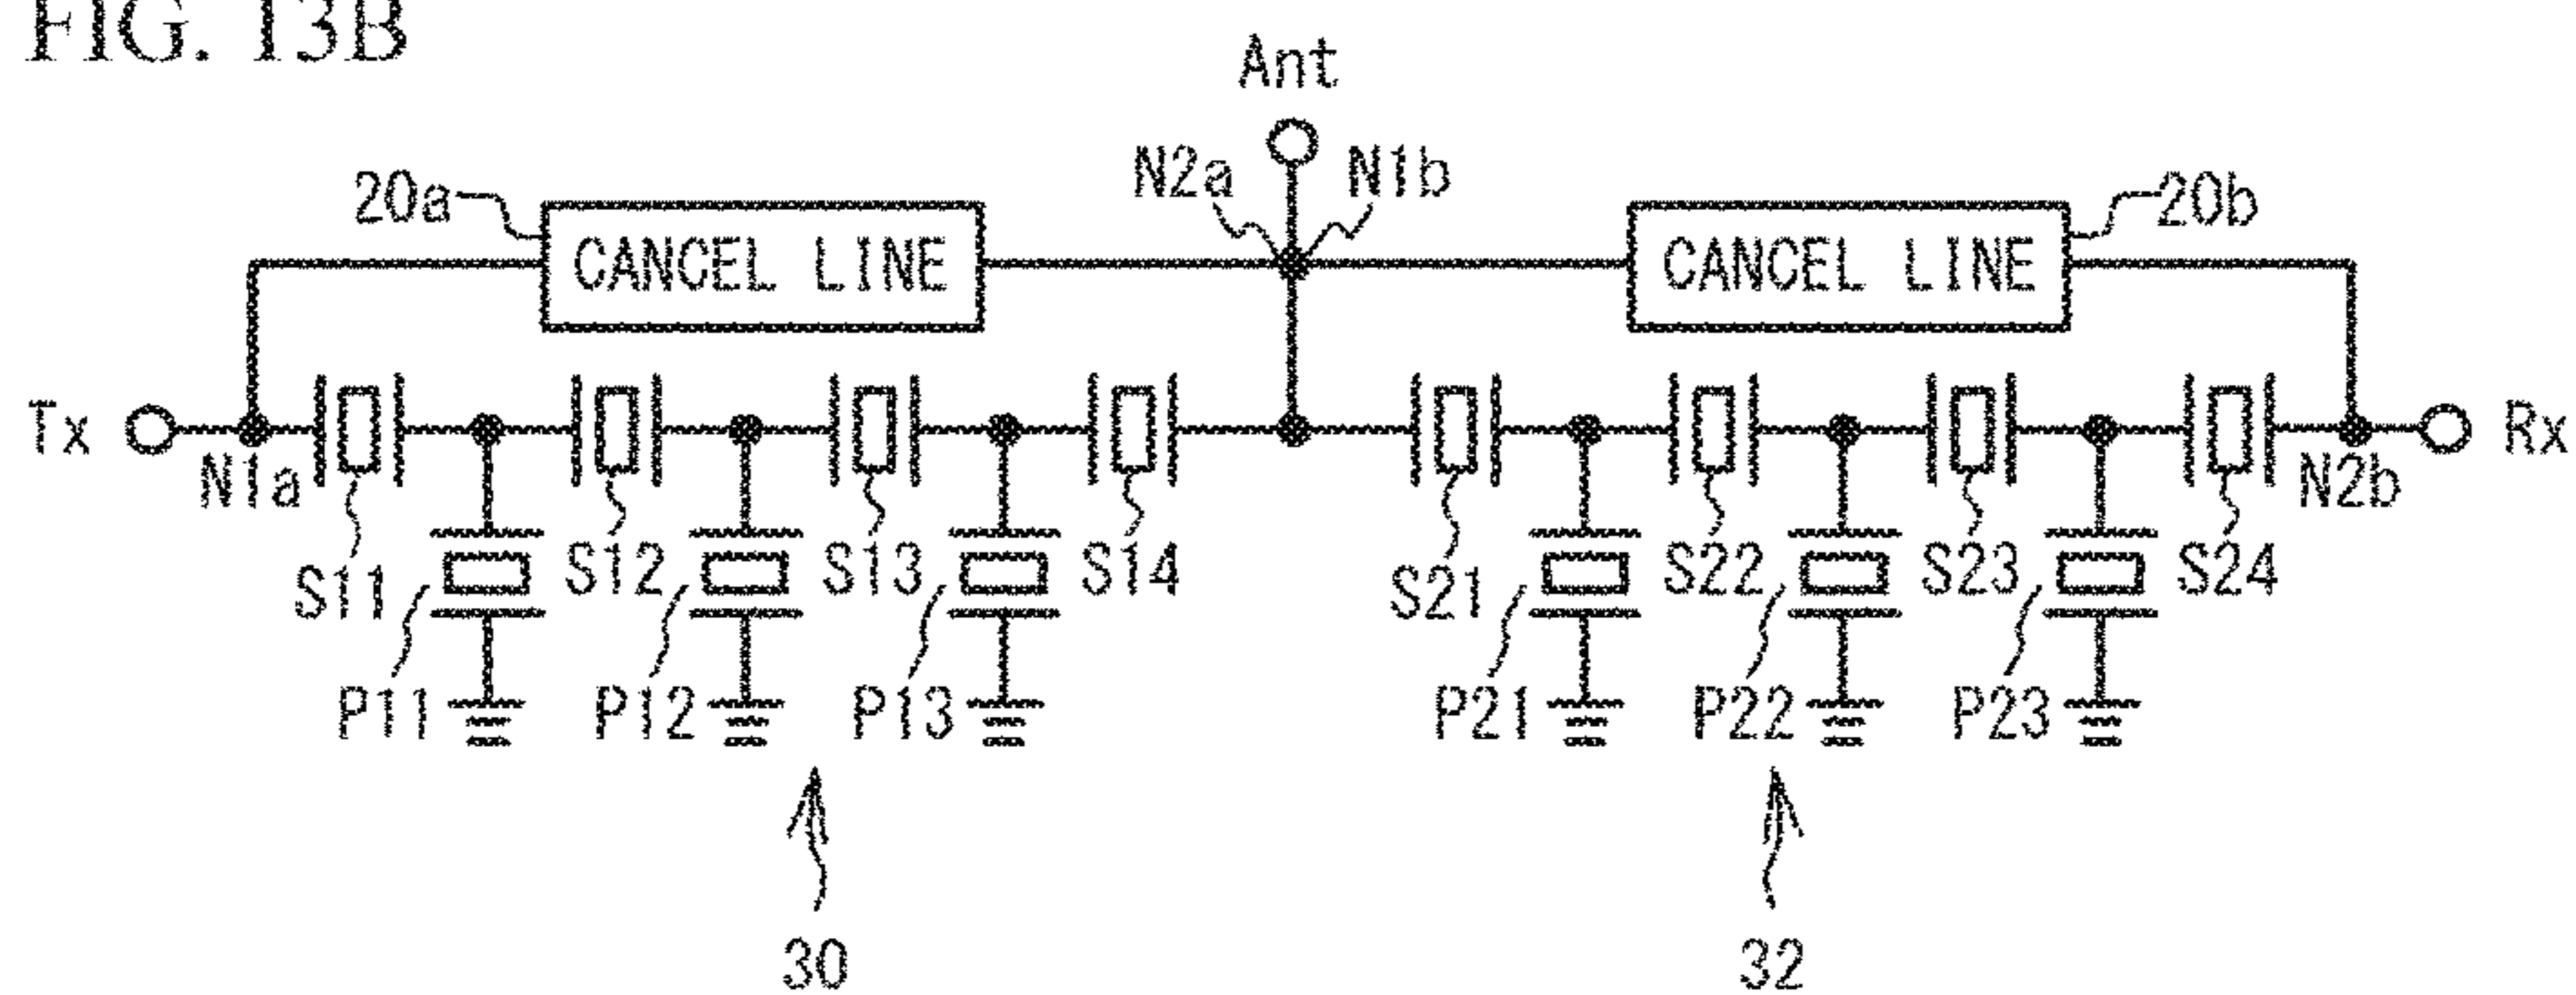 FIG. 13B
Ant
N2a N1b
20a CANCEL LINE CANCEL LINE 20b
Tx N1a N2b Rx
S11 S12 S13 S14 S21 S22 S23 S24
P11 P12 P13 P21 P22 P23
30 32